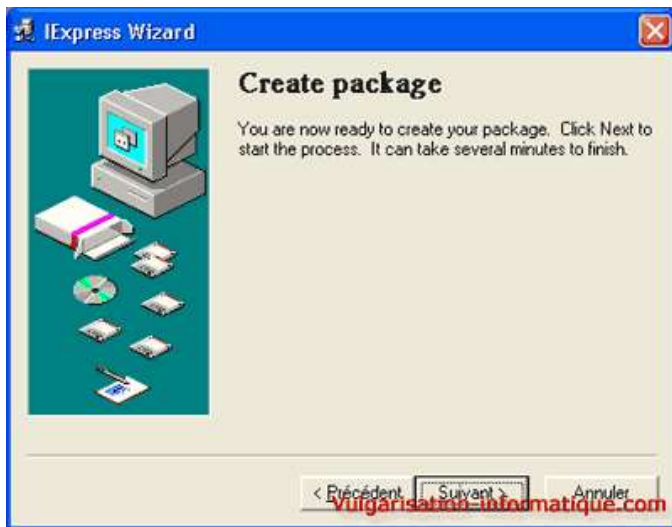 IExpress Wizard
Create package
You are now ready to create your package. Click Next to
start the process. It can take several minutes to finish.
< Précédent Suivant > Annuler
Vulgarisation-informatique.com